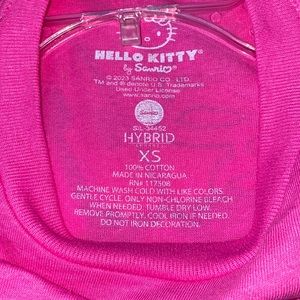 HELLO KITTY®
by Sanrio®
© 2023 SANRIO CO., LTD.
TM and ® denote U.S. Trademarks
Used Under License
www.sanrio.com
Sanrio
HYBRID
XS
100% COTTON
MADE IN NICARAGUA
RN# 117508
MACHINE WASH COLD WITH LIKE COLORS.
GENTLE CYCLE. ONLY NON-CHLORINE BLEACH
WHEN NEEDED. TUMBLE DRY LOW.
REMOVE PROMPTLY. COOL IRON IF NEEDED.
DO NOT IRON DECORATION.